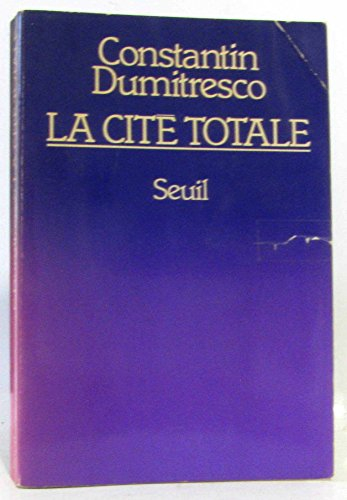 Constantin
Dumitresco
LA CITÉ TOTALE
Seuil